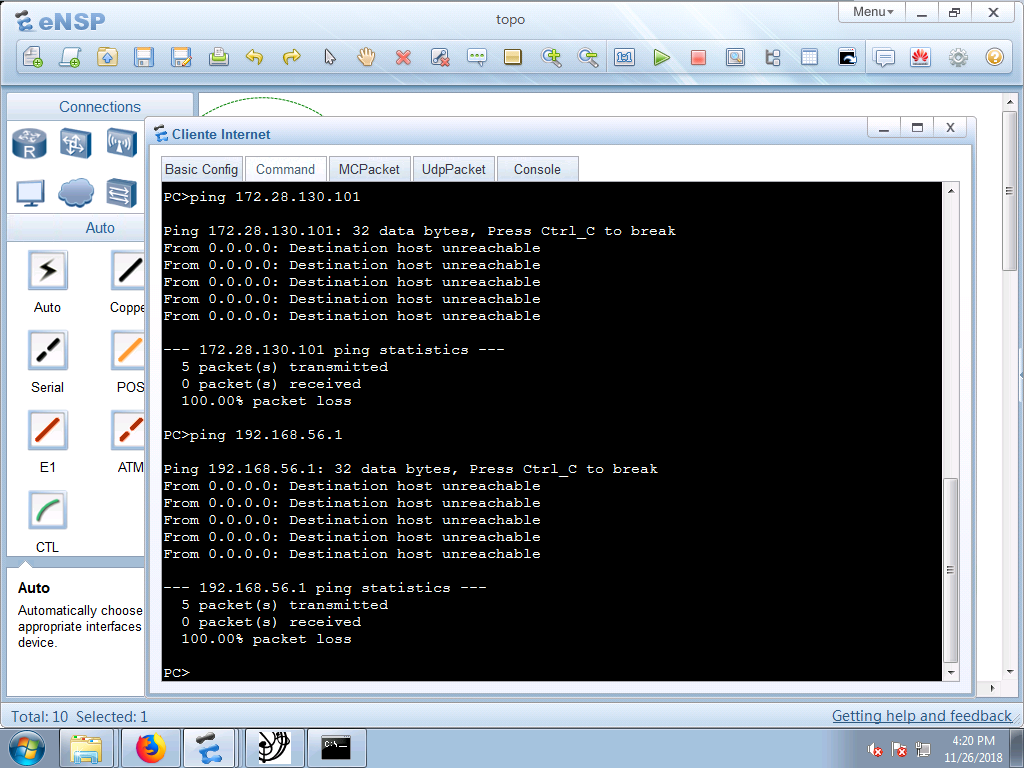 eNSP
topo
Menu
Connections
Auto
Auto
Coppe
Serial
POS
E1
ATM
CTL
Auto
Automatically choose
appropriate interfaces
device.
Cliente Internet
Basic Config
Command
MCPacket
UdpPacket
Console
PC>ping 172.28.130.101
Ping 172.28.130.101: 32 data bytes, Press Ctrl_C to break
From 0.0.0.0: Destination host unreachable
From 0.0.0.0: Destination host unreachable
From 0.0.0.0: Destination host unreachable
From 0.0.0.0: Destination host unreachable
From 0.0.0.0: Destination host unreachable
--- 172.28.130.101 ping statistics ---
5 packet(s) transmitted
0 packet(s) received
100.00% packet loss
PC>ping 192.168.56.1
Ping 192.168.56.1: 32 data bytes, Press Ctrl_C to break
From 0.0.0.0: Destination host unreachable
From 0.0.0.0: Destination host unreachable
From 0.0.0.0: Destination host unreachable
From 0.0.0.0: Destination host unreachable
From 0.0.0.0: Destination host unreachable
--- 192.168.56.1 ping statistics ---
5 packet(s) transmitted
0 packet(s) received
100.00% packet loss
PC>
Total: 10 Selected: 1
Getting help and feedback
4:20 PM
11/26/2018